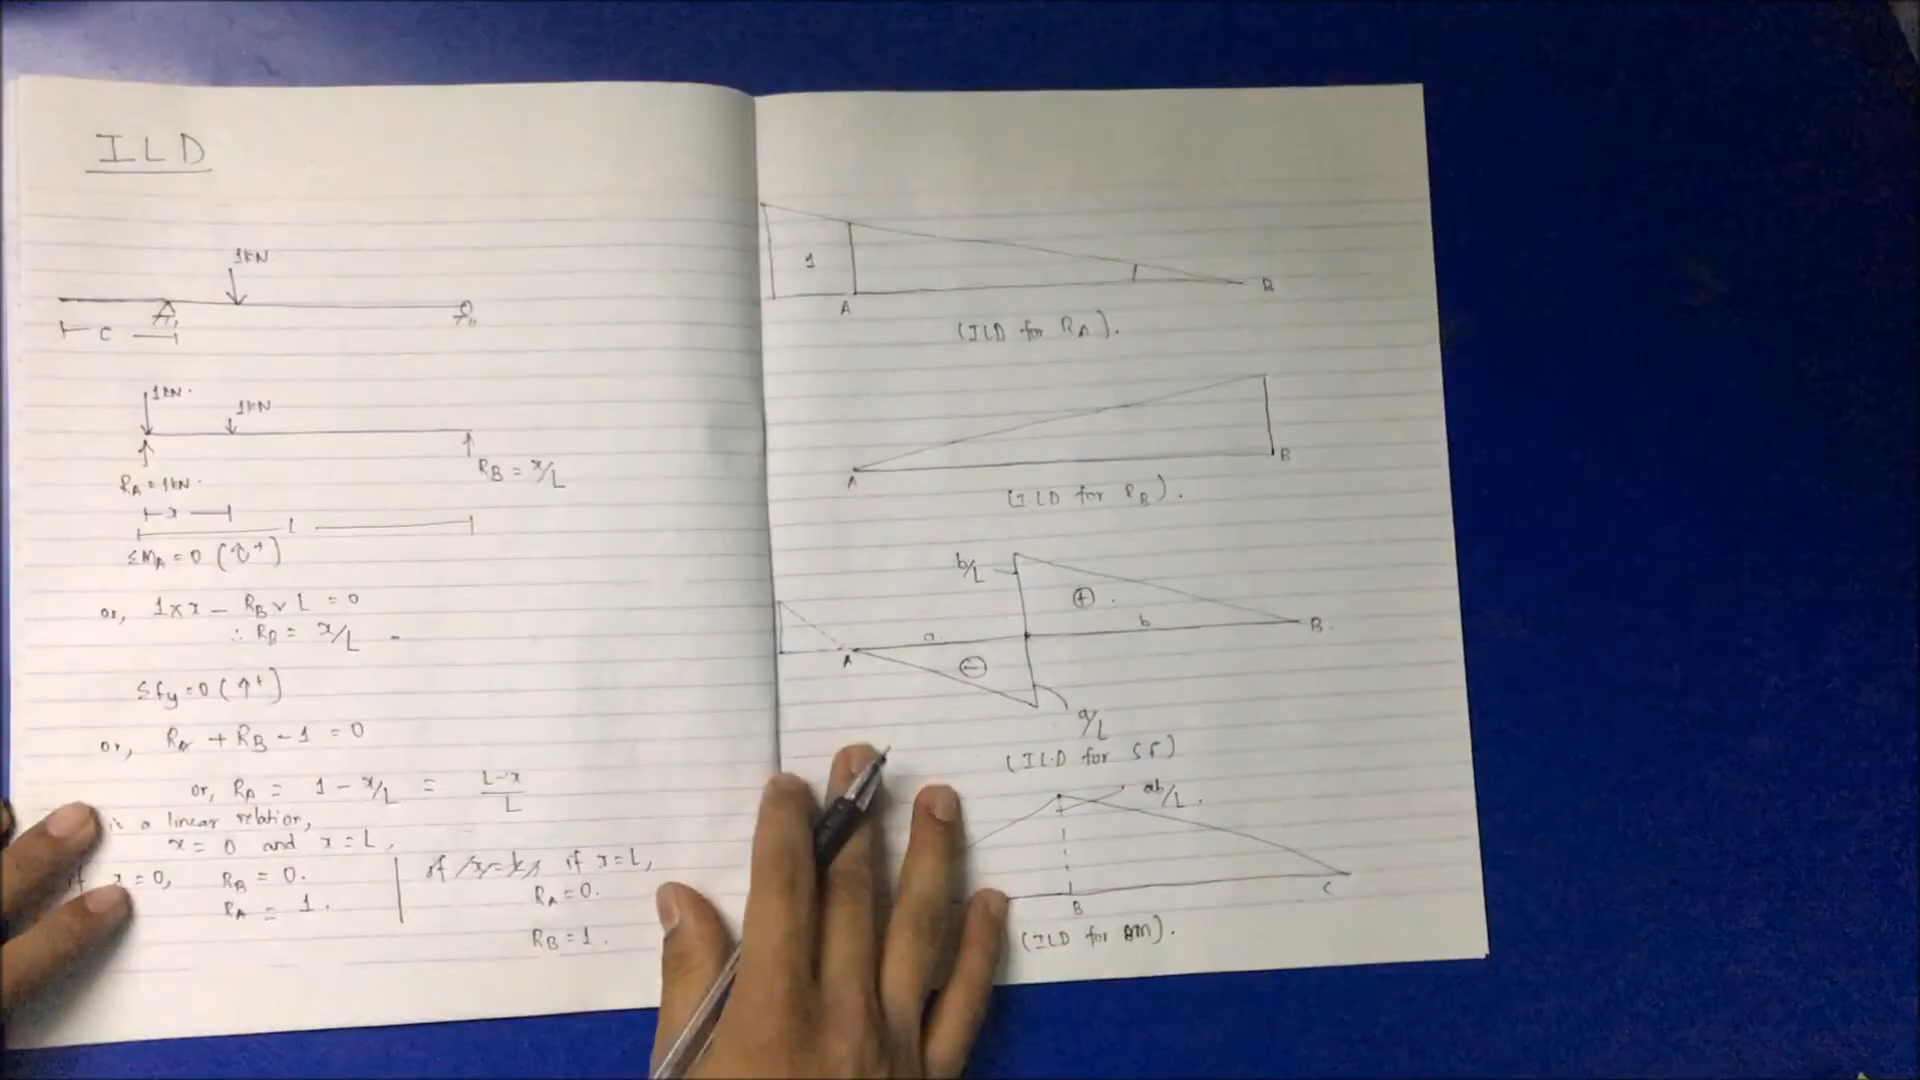 ILD
1kN
C
1kN.
1kN
RB = x/L
RA = 1kN.
x
L
ΣMA = 0 (↻+)
or, 1 x x - RB x L = 0
∴ RB = x/L
Σfy = 0 (↑+)
or, RA + RB - 1 = 0
or, RA = 1 - x/L = L-x/L
is a linear relation,
x = 0 and x = L,
if x = 0, RB = 0.
RA = 1.
if x = L,
RA = 0.
RB = 1.
1
A
B
(ILD for RA).
A
B
(ILD for RB).
b/L
+
a
b
A
B.
-
a/L
(ILD for SF)
ab/L.
B
C
(ILD for BM).